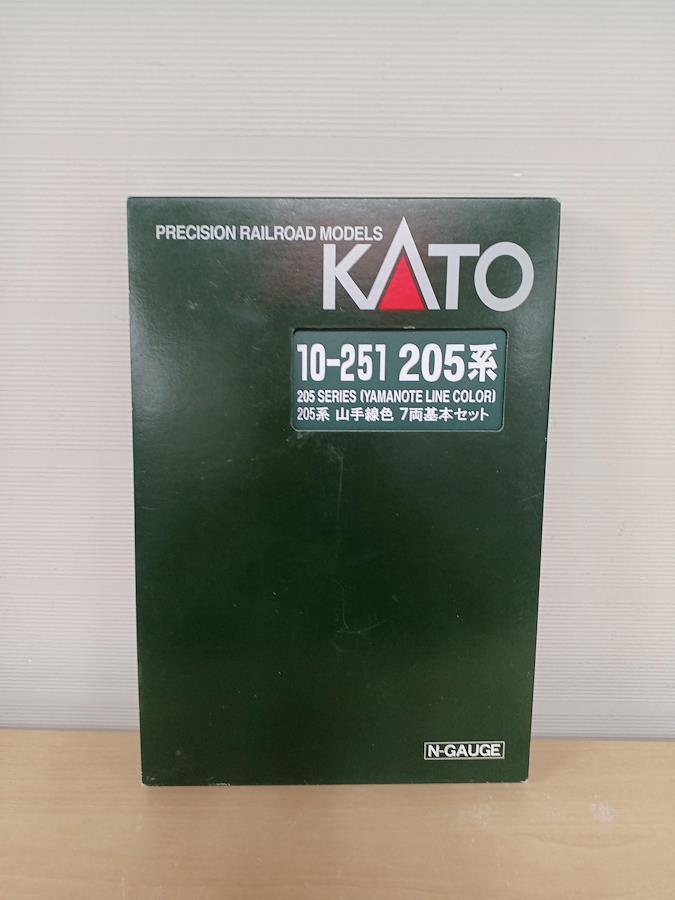 PRECISION RAILROAD MODELS
KATO
10-251 205系
205 SERIES (YAMANOTE LINE COLOR)
205系 山手線色 7両基本セット
N-GAUGE